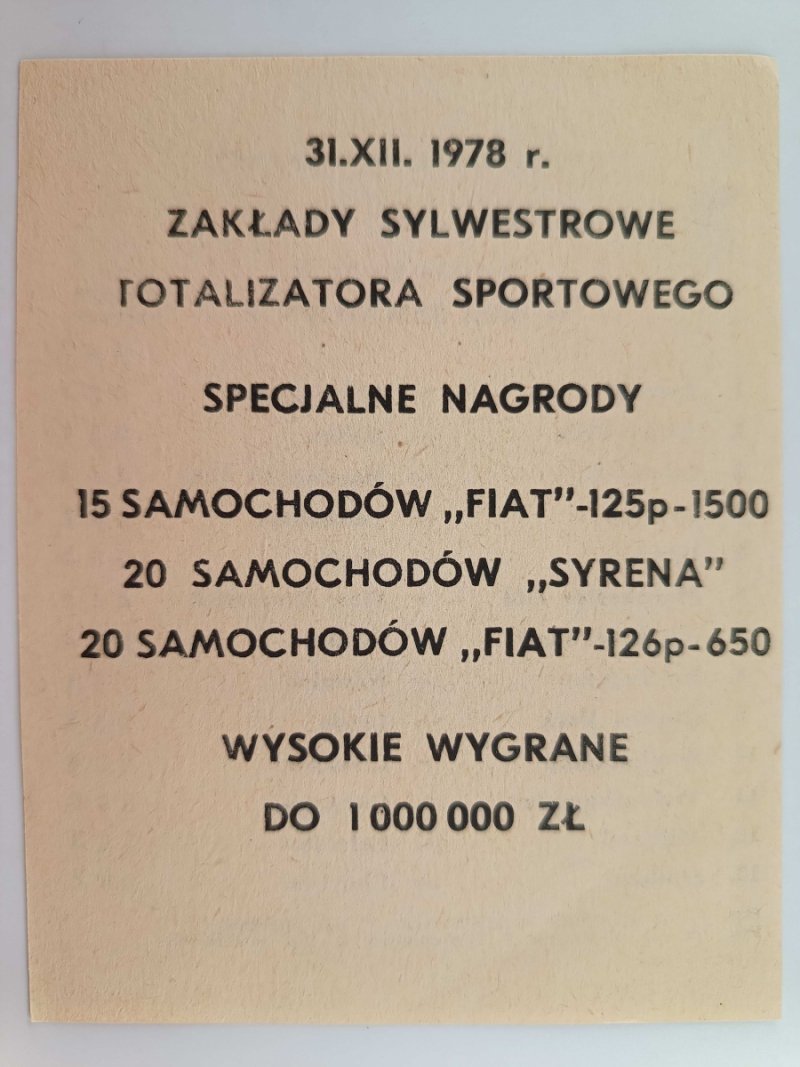 31.XII. 1978 r.
ZAKŁADY SYLWESTROWE
TOTALIZATORA SPORTOWEGO
SPECJALNE NAGRODY
15 SAMOCHODÓW „FIAT”-125p-1500
20 SAMOCHODÓW „SYRENA”
20 SAMOCHODÓW „FIAT”-126p-650
WYSOKIE WYGRANE
DO 1 000 000 ZŁ